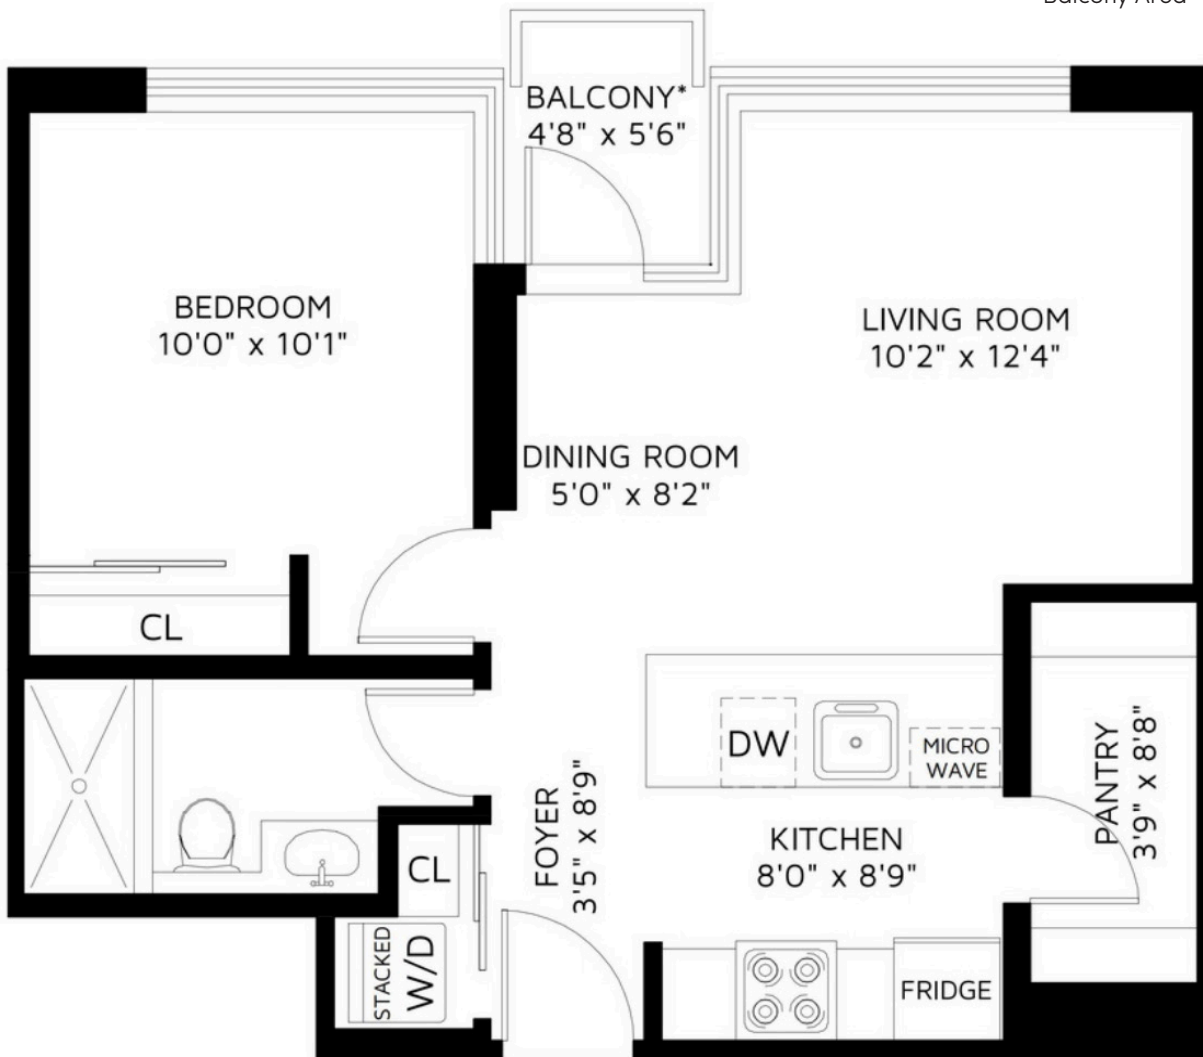 Balcony Area
BALCONY*
4'8" x 5'6"
BEDROOM
10'0" x 10'1"
LIVING ROOM
10'2" x 12'4"
DINING ROOM
5'0" x 8'2"
CL
DW
MICRO
WAVE
PANTRY
3'9" x 8'8"
FOYER
3'5" x 8'9"
KITCHEN
8'0" x 8'9"
CL
STACKED
W/D
FRIDGE